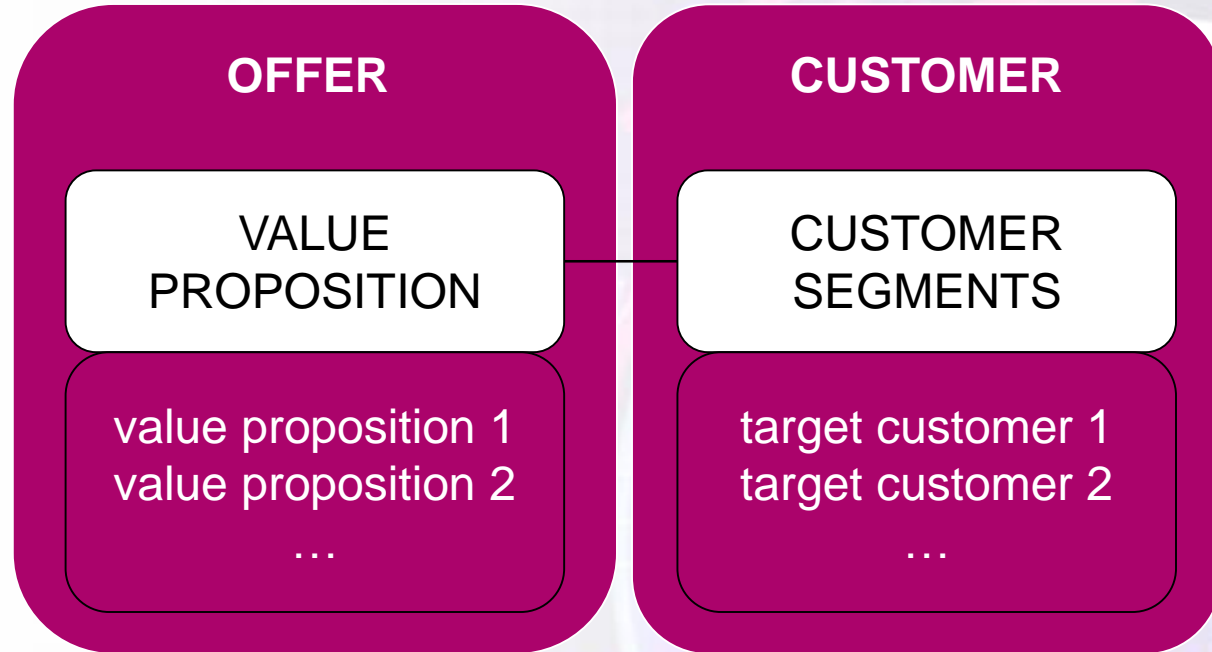 OFFER
VALUE
PROPOSITION
value proposition 1
value proposition 2
…
CUSTOMER
CUSTOMER
SEGMENTS
target customer 1
target customer 2
…